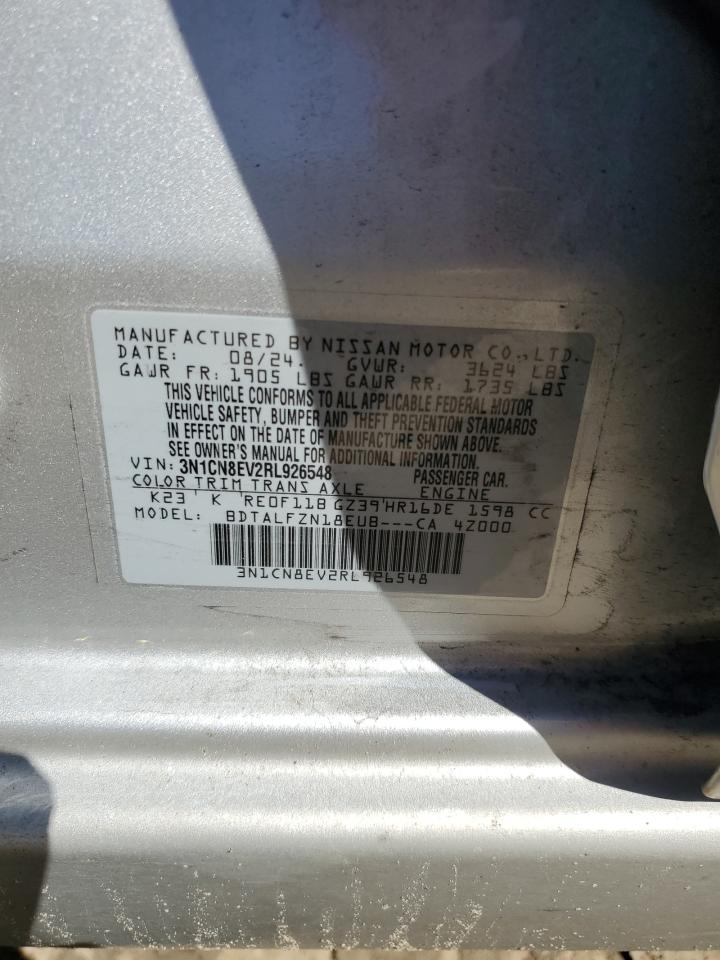 MANUFACTURED BY NISSAN MOTOR CO., LTD.
DATE: 08/24. GVWR: 3624 LBS
GAWR FR: 1905 LBS GAWR RR: 1735 LBS
THIS VEHICLE CONFORMS TO ALL APPLICABLE FEDERAL MOTOR
VEHICLE SAFETY, BUMPER AND THEFT PREVENTION STANDARDS
IN EFFECT ON THE DATE OF MANUFACTURE SHOWN ABOVE.
SEE OWNER'S MANUAL FOR ADDITIONAL INFORMATION
VIN: 3N1CN8EV2RL926548 PASSENGER CAR
COLOR TRIM TRANS AXLE ENGINE
K23 K RE0F11B GZ39 HR16DE 1598 CC
MODEL: BDTALFZN18EUB---CA 4Z000
3N1CN8EV2RL926548